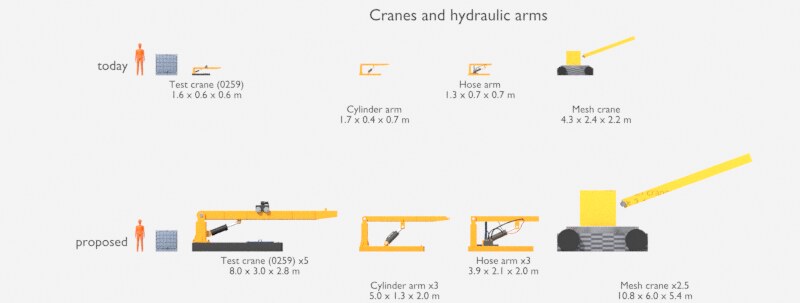 Cranes and hydraulic arms
today
Test crane (0259)
1.6 x 0.6 x 0.6 m
Cylinder arm
1.7 x 0.4 x 0.7 m
Hose arm
1.3 x 0.7 x 0.7 m
Mesh crane
4.3 x 2.4 x 2.2 m
proposed
Test crane (0259) x5
8.0 x 3.0 x 2.8 m
Cylinder arm x3
5.0 x 1.3 x 2.0 m
Hose arm x3
3.9 x 2.1 x 2.0 m
Mesh crane x2.5
10.8 x 6.0 x 5.4 m